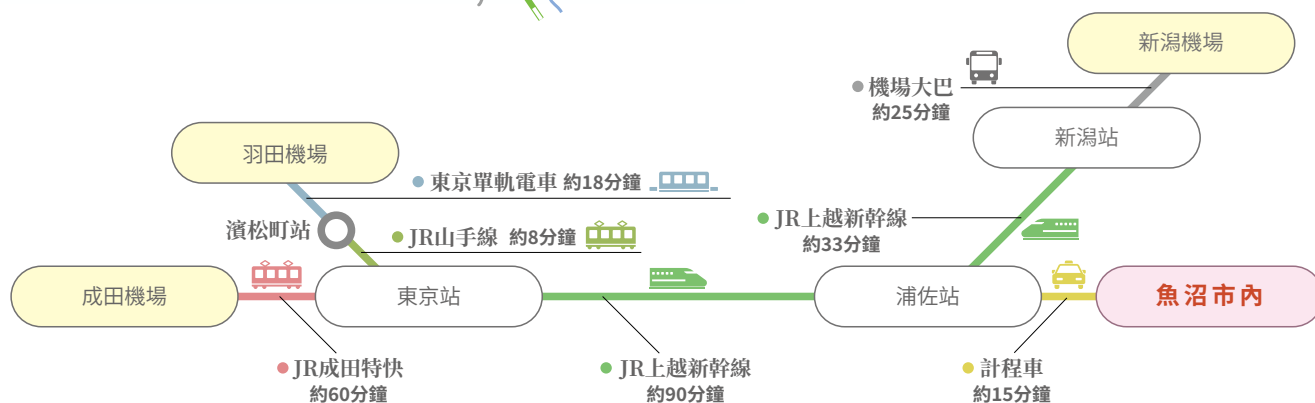 新潟機場
機場大巴
約25分鐘
新潟站
羽田機場
東京單軌電車 約18分鐘
濱松町站
JR山手線 約8分鐘
JR上越新幹線
約33分鐘
成田機場
東京站
浦佐站
魚沼市內
JR成田特快
約60分鐘
JR上越新幹線
約90分鐘
計程車
約15分鐘